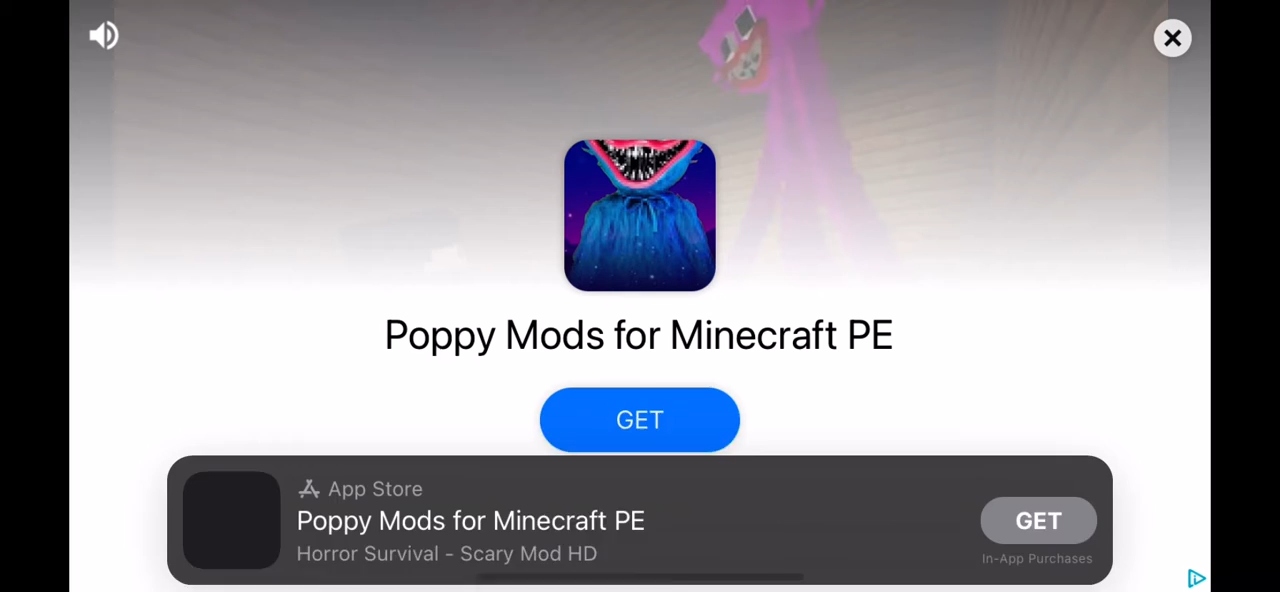 Poppy Mods for Minecraft PE
GET
App Store
Poppy Mods for Minecraft PE
Horror Survival - Scary Mod HD
GET
In-App Purchases